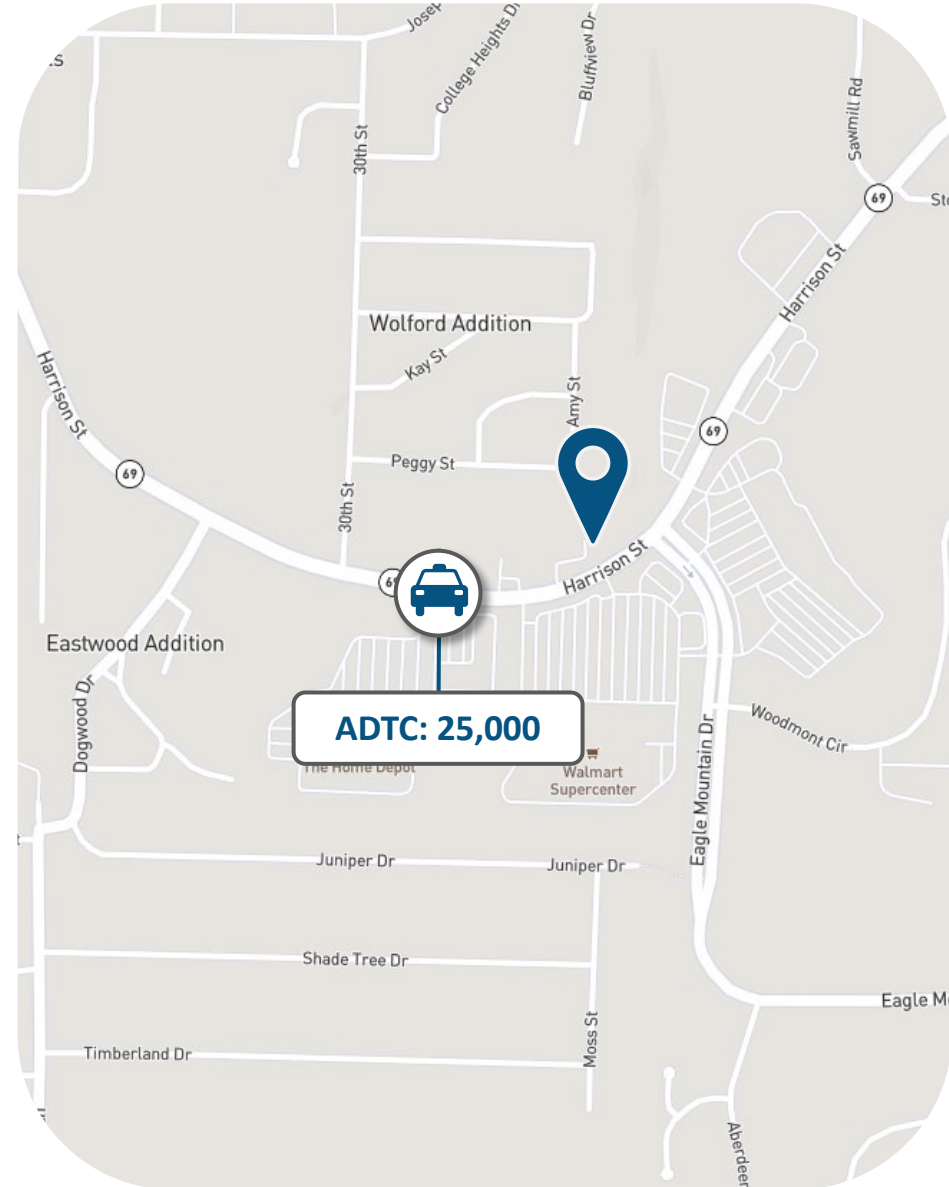 Joseph
College Heights Dr
Bluffview Dr
Sawmill Rd
30th St
69
Harrison St
Wolford Addition
Kay St
Amy St
Harrison St
69
69
Peggy St
30th St
Harrison St
69
Eastwood Addition
Dogwood Dr
ADTC: 25,000
The Home Depot
Walmart
Supercenter
Woodmont Cir
Eagle Mountain Dr
Juniper Dr
Juniper Dr
Shade Tree Dr
Eagle Mo
Moss St
Timberland Dr
Aberdeen